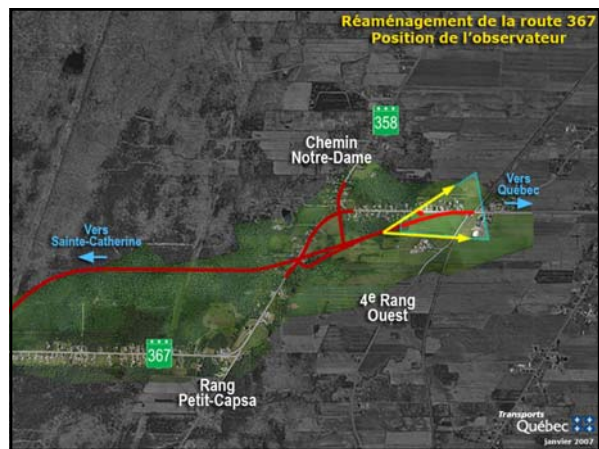 Réaménagement de la route 367
Position de l'observateur
358
Chemin
Notre-Dame
Vers
Québec
Vers
Sainte-Catherine
4e Rang
Ouest
367
Rang
Petit-Capsa
Transports
Québec
janvier 2007